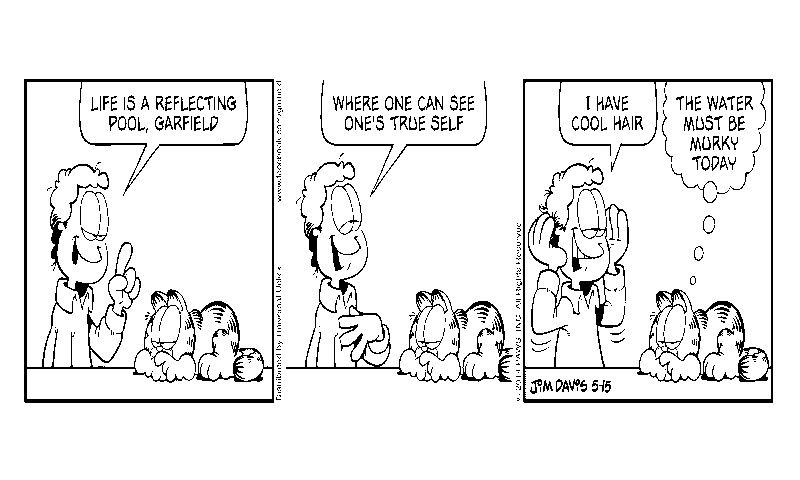 LIFE IS A REFLECTING
POOL, GARFIELD
WHERE ONE CAN SEE
ONE'S TRUE SELF
I HAVE
COOL HAIR
THE WATER
MUST BE
MURKY
TODAY
JIM DAVIS 5-15